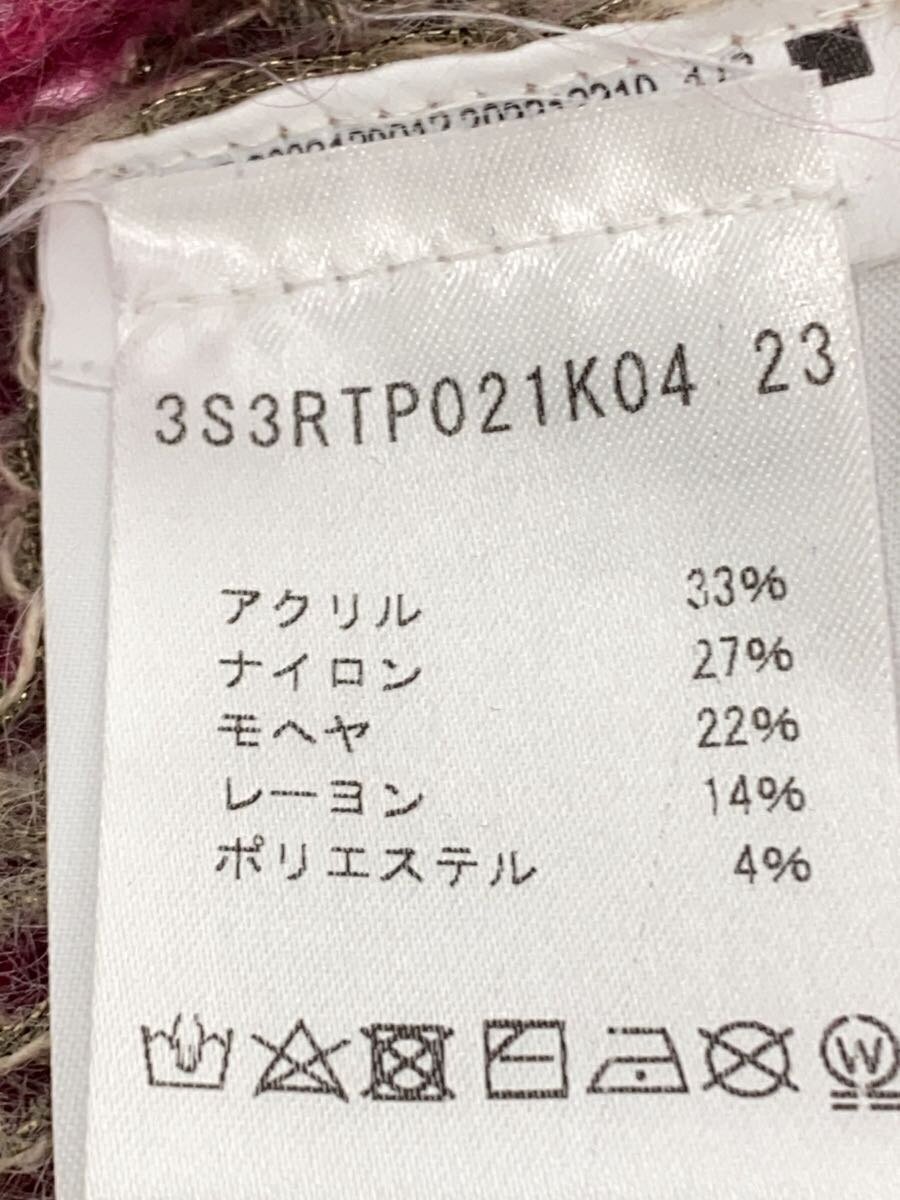 3S3RTP021K04 23
アクリル 33%
ナイロン 27%
モヘヤ 22%
レーヨン 14%
ポリエステル 4%
W